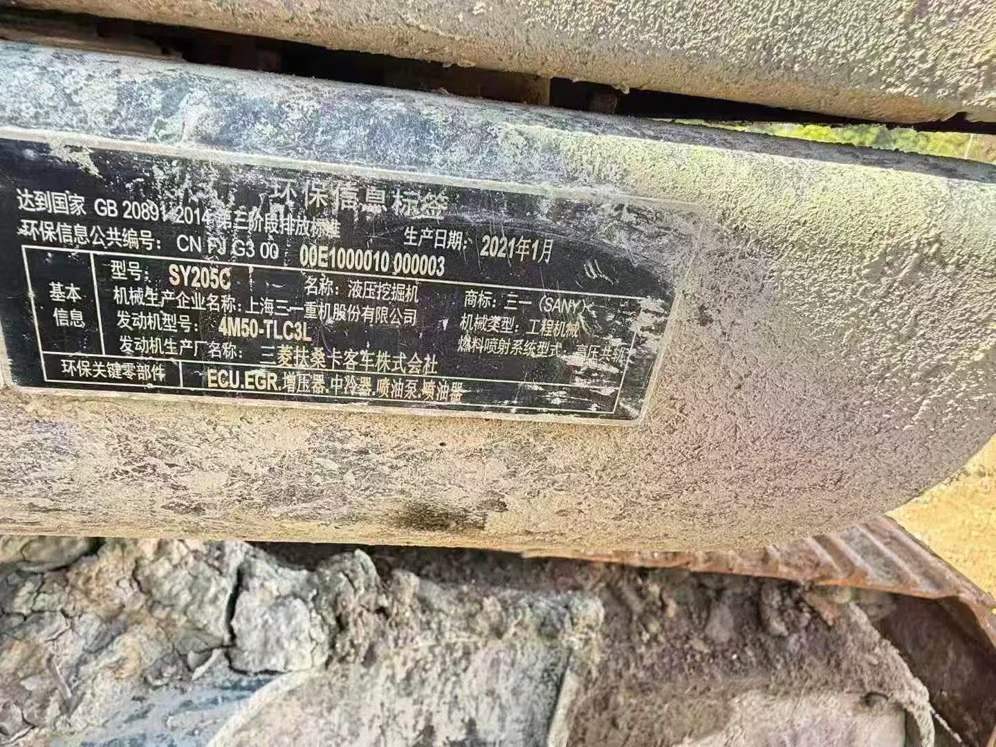 环保信息标签
达到国家 GB 20891-2014 第三阶段排放标准 生产日期: 2021年1月
环保信息公共编号: CN FJ G3 00 00E1000010 000003
基本信息
型号: SY205C 名称: 液压挖掘机 商标: 三一 (SANY)
机械生产企业名称: 上海三一重机股份有限公司 机械类型: 工程机械
发动机型号: 4M50-TLC3L 燃料喷射系统型式: 高压共轨
发动机生产厂名称: 三菱扶桑卡客车株式会社
环保关键零部件 ECU.EGR.增压器.中冷器.喷油泵.喷油器